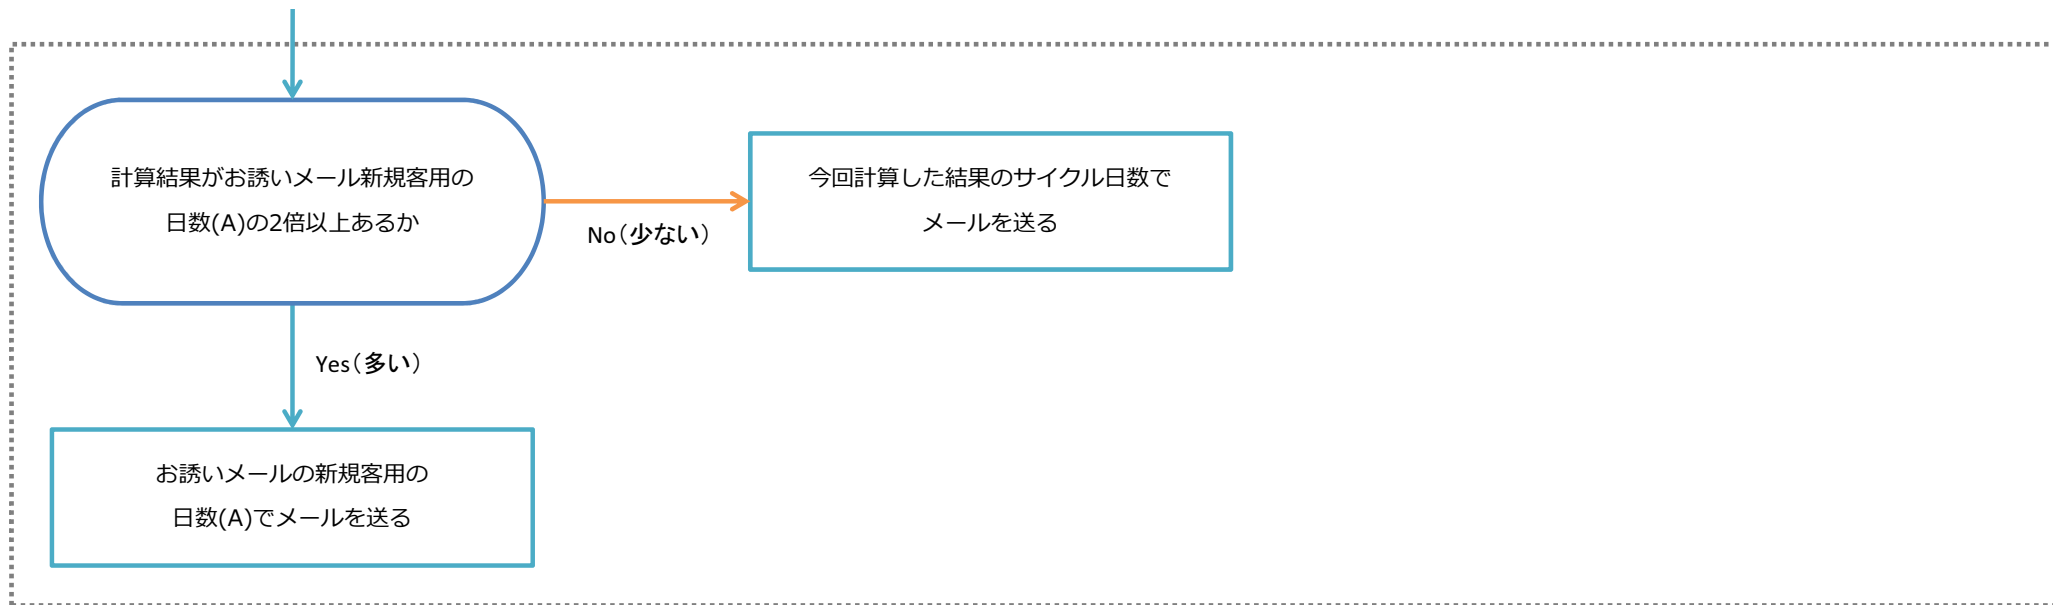 計算結果がお誘いメール新規客用の
日数(A)の2倍以上あるか
No（少ない）
今回計算した結果のサイクル日数で
メールを送る
Yes（多い）
お誘いメールの新規客用の
日数(A)でメールを送る